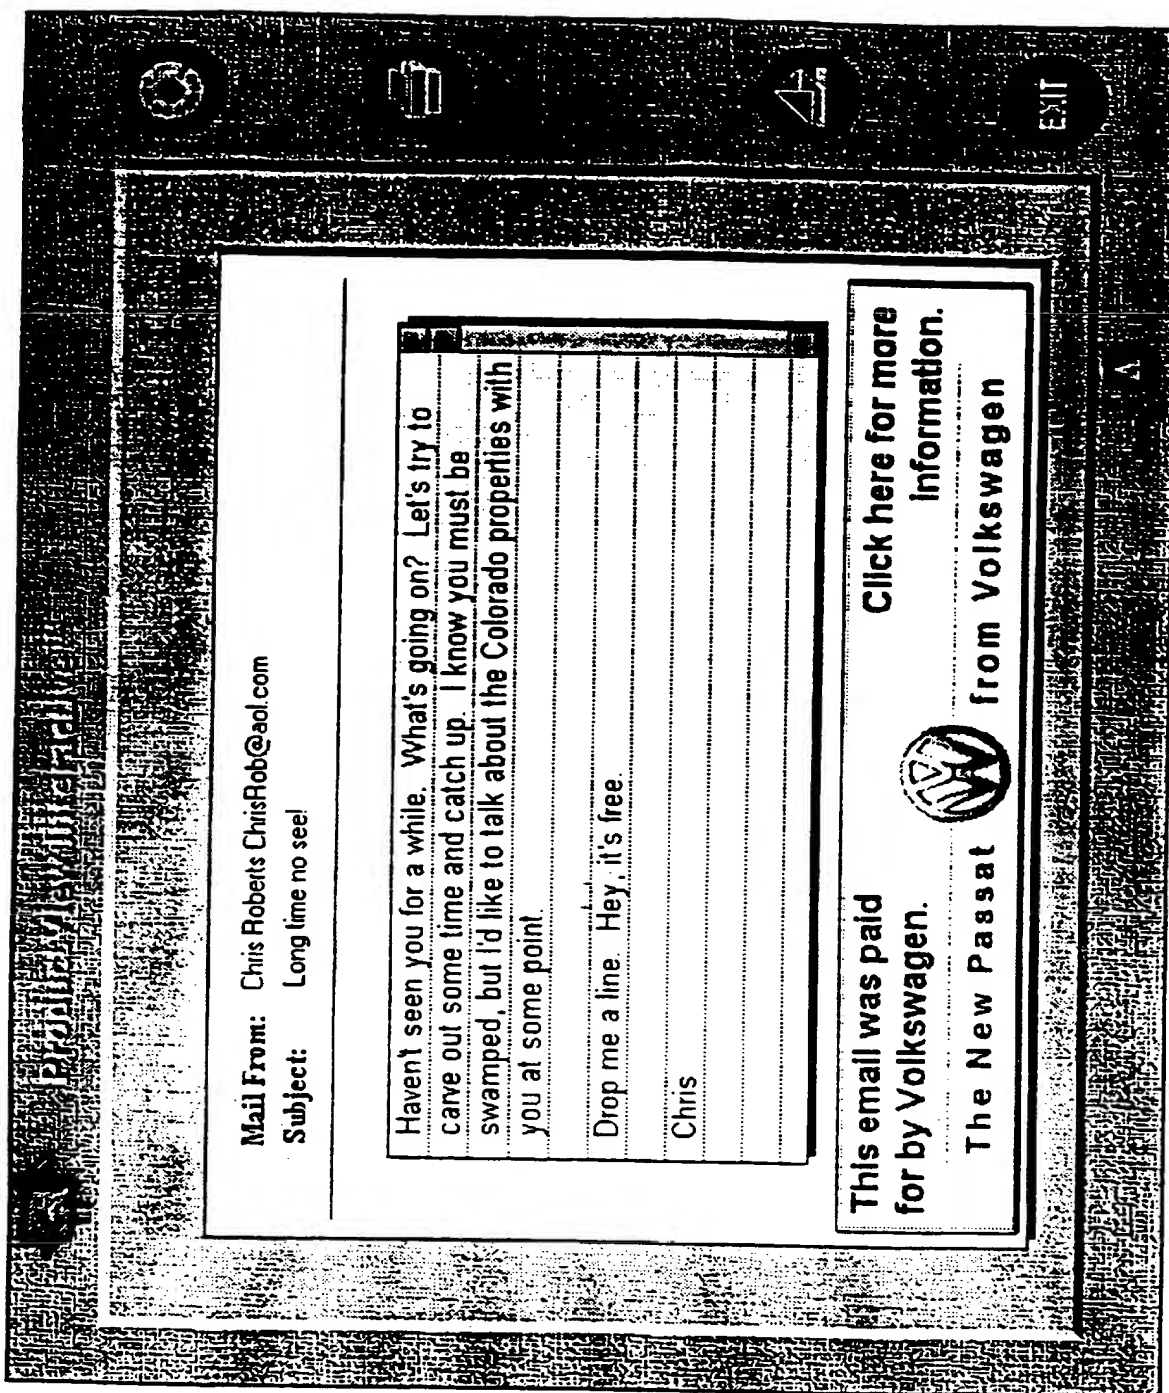 Mail From: Chris Roberts ChrisRob@aol.com
Subject: Long time no see!
Haven't seen you for a while. What's going on? Let's try to
carve out some time and catch up. I know you must be
swamped, but I'd like to talk about the Colorado properties with
you at some point.
Drop me a line. Hey, it's free.
Chris
This email was paid
for by Volkswagen.
Click here for more
information.
The New Passat
from Volkswagen
EXIT